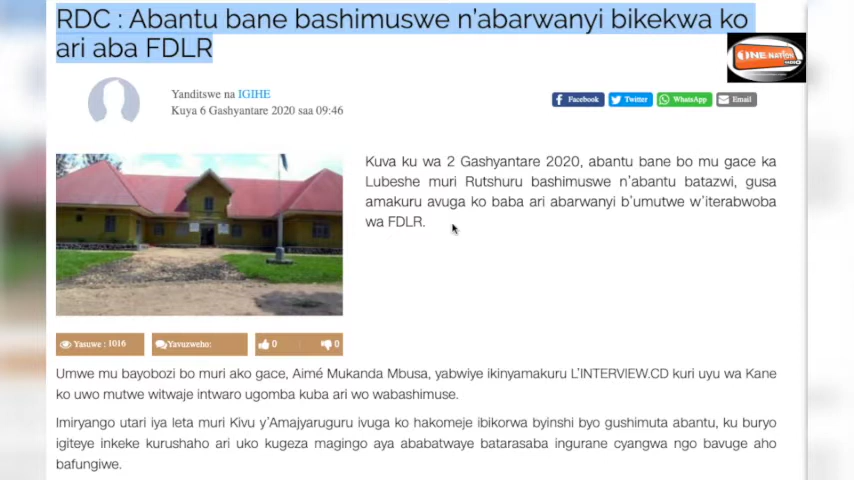 RDC : Abantu bane bashimuswe n’abarwanyi bikekwa ko
ari aba FDLR
ONE NATION
Yanditswe na IGIHE
Kuya 6 Gashyantare 2020 saa 09:46
Facebook
Twitter
WhatsApp
Email
Kuva ku wa 2 Gashyantare 2020, abantu bane bo mu gace ka
Lubeshe muri Rutshuru bashimuswe n’abantu batazwi, gusa
amakuru avuga ko baba ari abarwanyi b’umutwe w’iterabwoba
wa FDLR.
Yasuwe : 1016
Yavuzweho:
0
0
Umwe mu bayobozi bo muri ako gace, Aimé Mukanda Mbusa, yabwiye ikinyamakuru L’INTERVIEW.CD kuri uyu wa Kane
ko uwo mutwe witwaje intwaro ugomba kuba ari wo wabashimuse.
Imiryango utari iya leta muri Kivu y’Amajyaruguru ivuga ko hakomeje ibikorwa byinshi byo gushimuta abantu, ku buryo
igiteye inkeke kurushaho ari uko kugeza magingo aya ababatwaye batarasaba ingurane cyangwa ngo bavuge aho
bafungiwe.